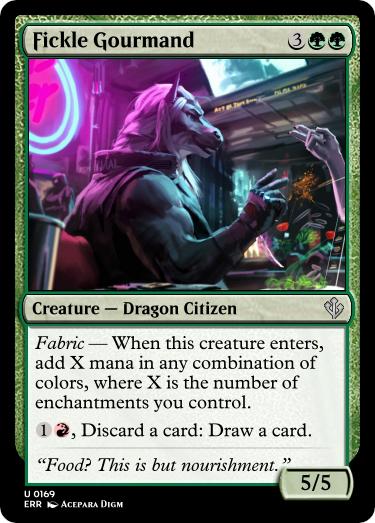 Fickle Gourmand 3
Creature — Dragon Citizen
Fabric — When this creature enters,
add X mana in any combination of
colors, where X is the number of
enchantments you control.
1, Discard a card: Draw a card.
“Food? This is but nourishment.”
5/5
U 0169
ERR Acepara Digm